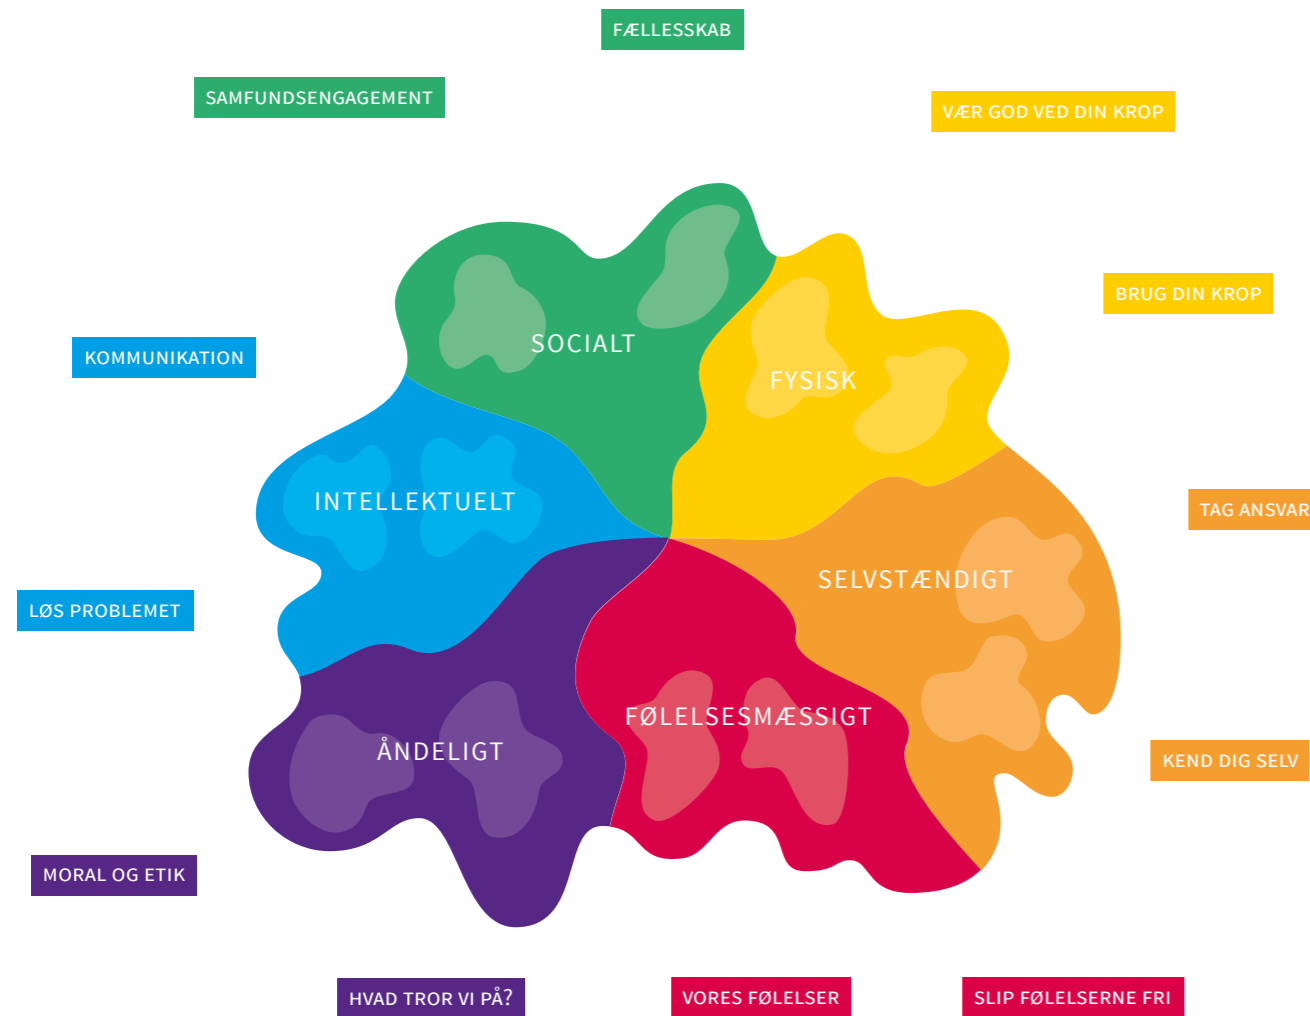 FÆLLESSKAB
SAMFUNDSENGAGEMENT
VÆR GOD VED DIN KROP
BRUG DIN KROP
SOCIALT
KOMMUNIKATION
FYSISK
INTELLEKTUELT
TAG ANSVAR
SELVSTÆNDIGT
LØS PROBLEMET
FØLELSESMÆSSIGT
ÅNDELIGT
KEND DIG SELV
MORAL OG ETIK
HVAD TROR VI PÅ?
VORES FØLELSER
SLIP FØLELSERNE FRI